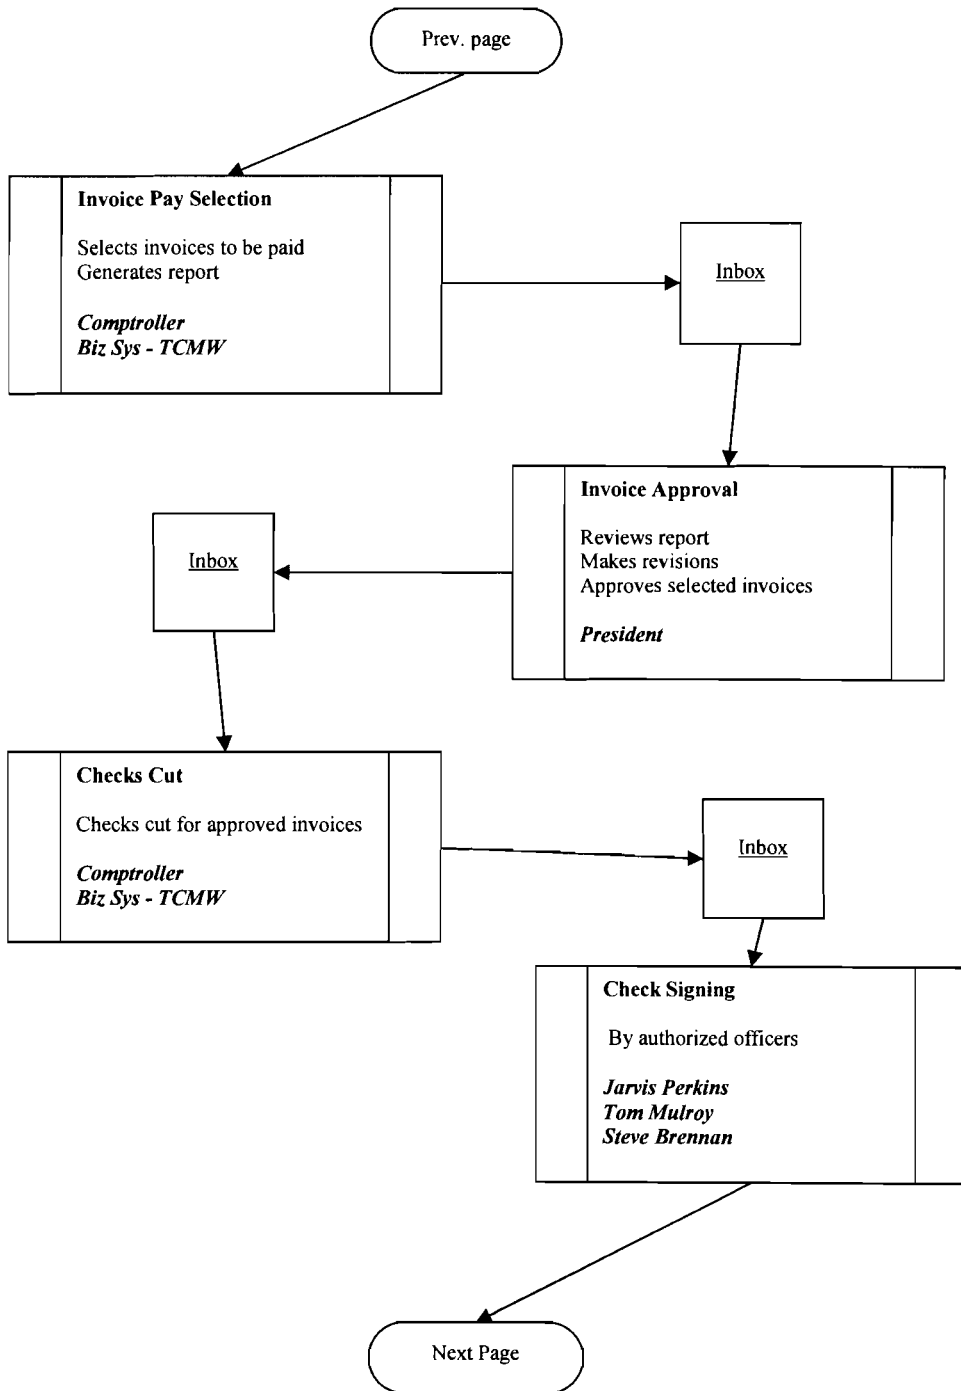 Prev. page
Invoice Pay Selection
Selects invoices to be paid
Generates report
Comptroller
Biz Sys - TCMW
Inbox
Invoice Approval
Reviews report
Makes revisions
Approves selected invoices
President
Inbox
Checks Cut
Checks cut for approved invoices
Comptroller
Biz Sys - TCMW
Inbox
Check Signing
By authorized officers
Jarvis Perkins
Tom Mulroy
Steve Brennan
Next Page